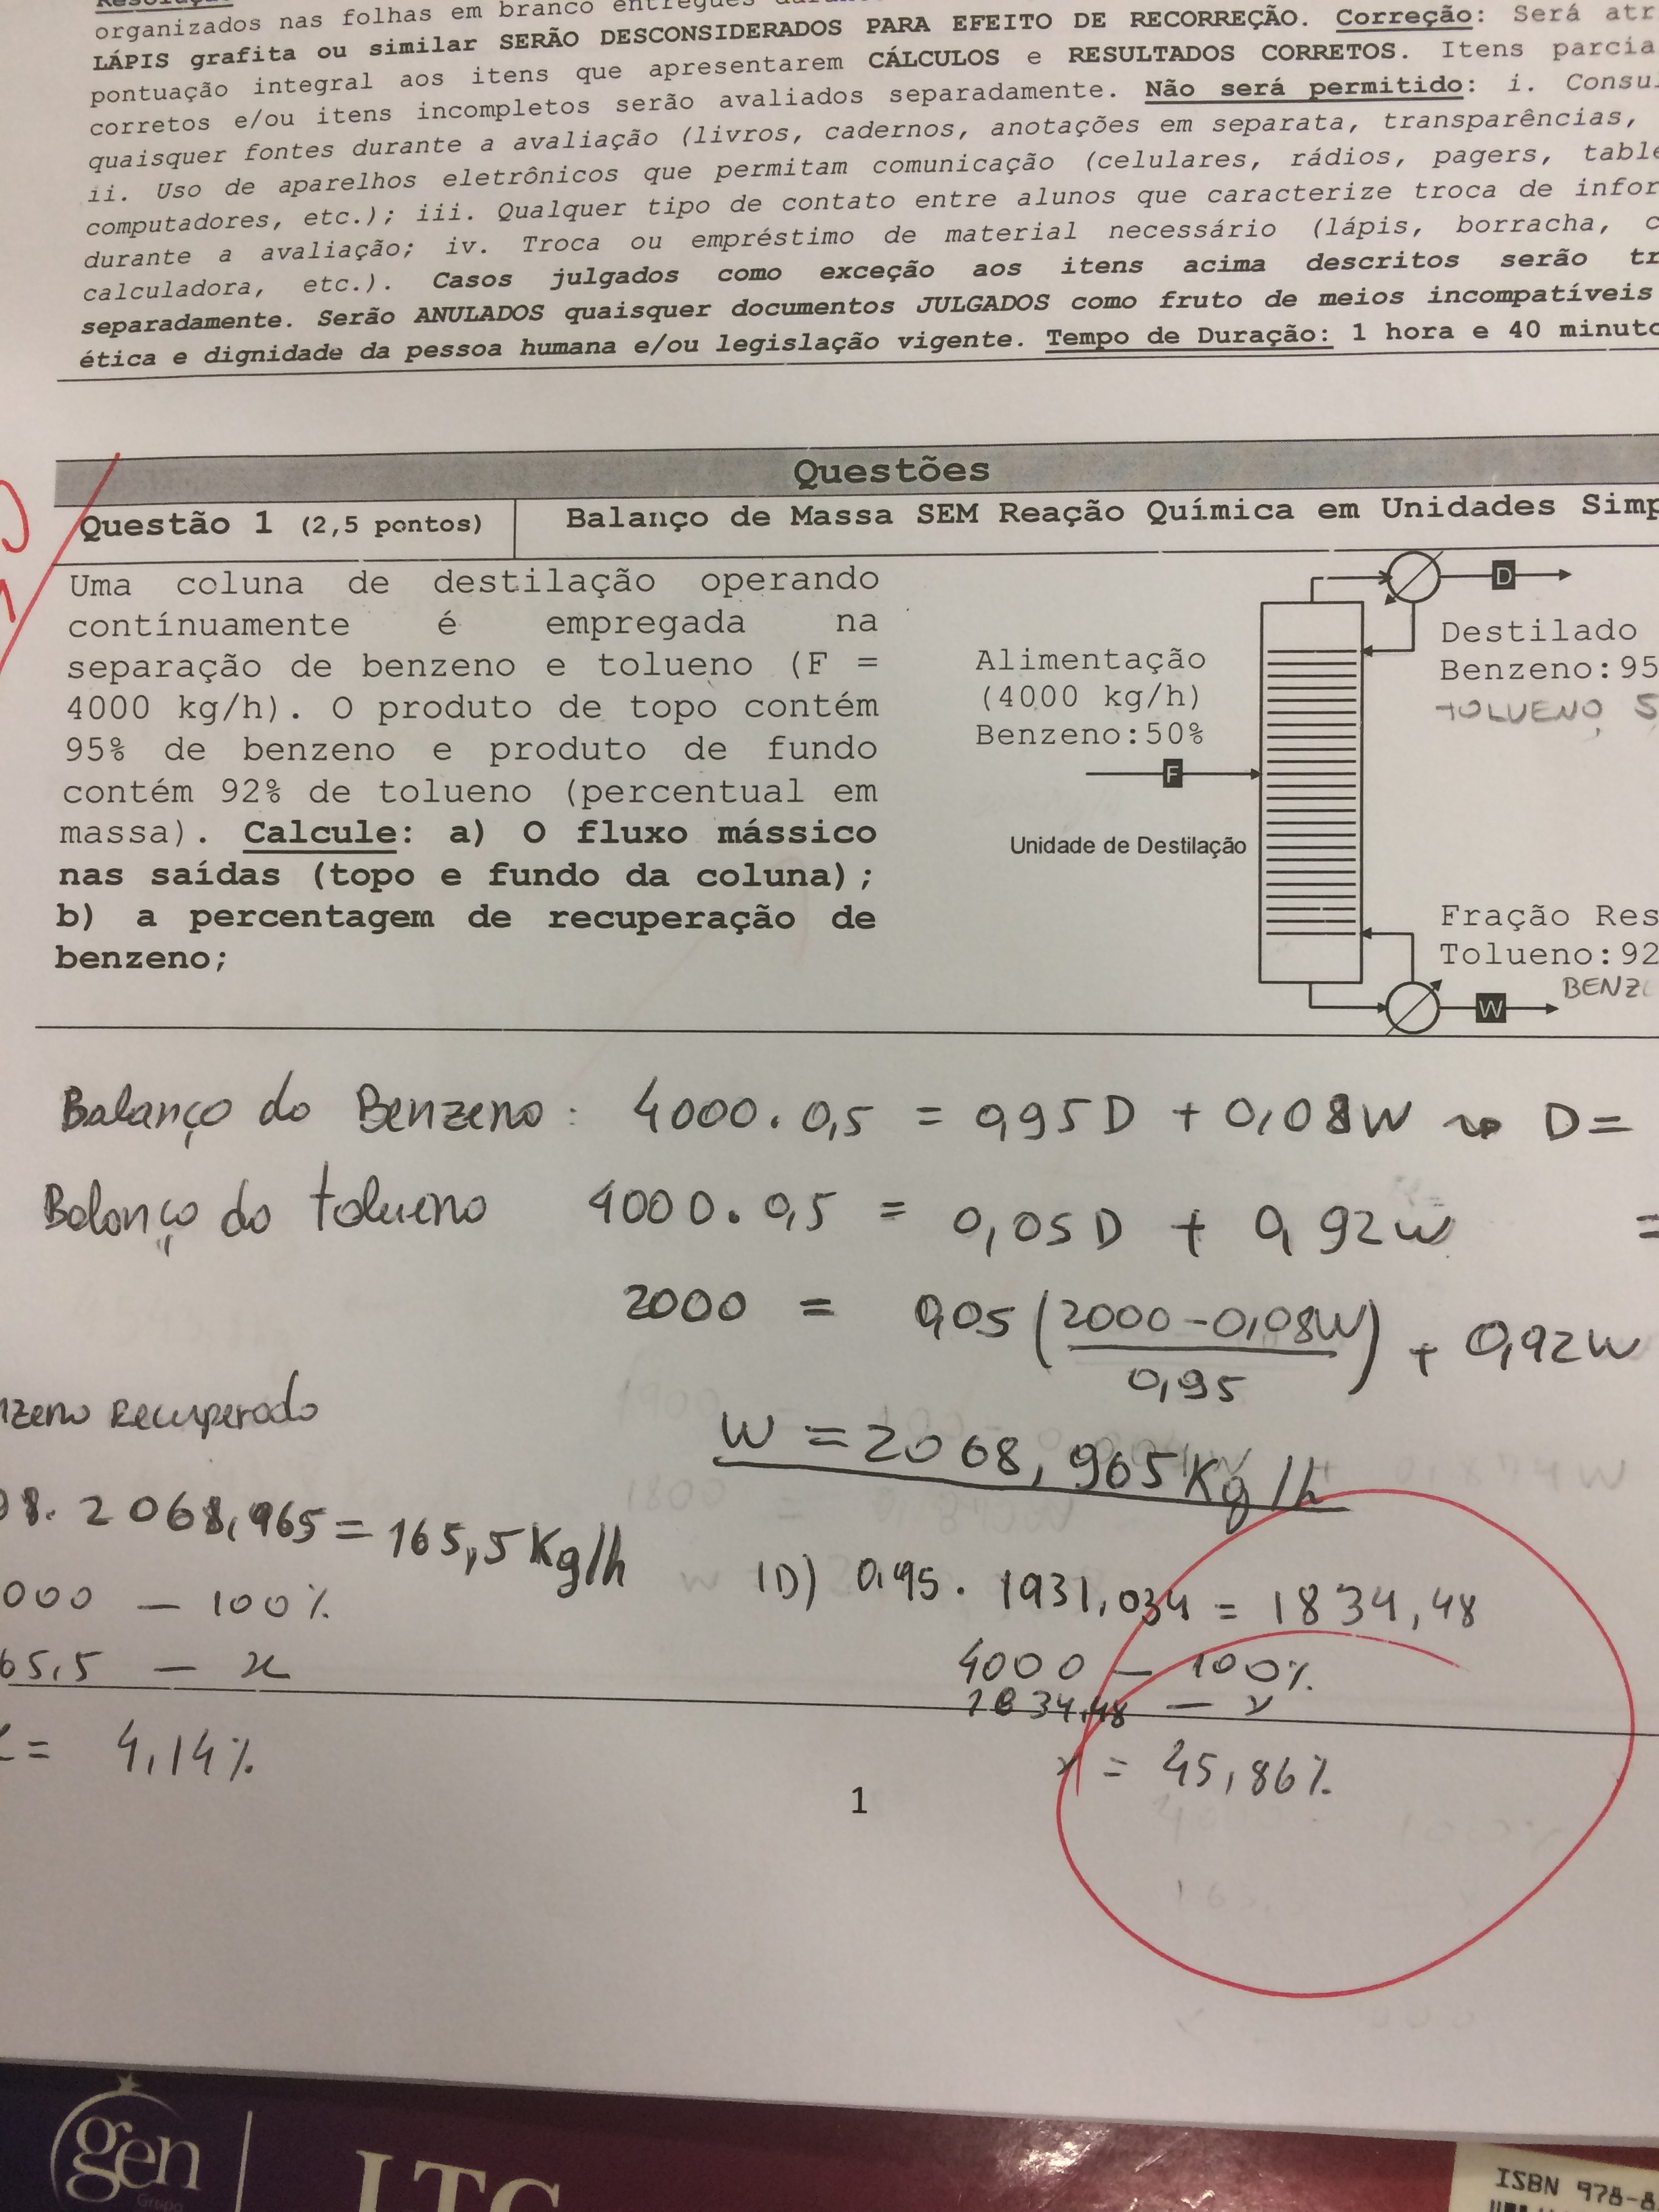 organizados nas folhas em branco entregues
LÁPIS grafita ou similar SERÃO DESCONSIDERADOS PARA EFEITO DE RECORREÇÃO. Correção: Será atr
pontuação integral aos itens que apresentarem CÁLCULOS e RESULTADOS CORRETOS. Itens parcia
corretos e/ou itens incompletos serão avaliados separadamente. Não será permitido: i. Consul
quaisquer fontes durante a avaliação (livros, cadernos, anotações em separata, transparências,
ii. Uso de aparelhos eletrônicos que permitam comunicação (celulares, rádios, pagers, table
computadores, etc.); iii. Qualquer tipo de contato entre alunos que caracterize troca de infor
durante a avaliação; iv. Troca ou empréstimo de material necessário (lápis, borracha, c
calculadora, etc.). Casos julgados como exceção aos itens acima descritos serão tr
separadamente. Serão ANULADOS quaisquer documentos JULGADOS como fruto de meios incompatíveis
ética e dignidade da pessoa humana e/ou legislação vigente. Tempo de Duração: 1 hora e 40 minuto
Questões
Questão 1 (2,5 pontos) Balanço de Massa SEM Reação Química em Unidades Simp
Uma coluna de destilação operando
contínuamente é empregada na
separação de benzeno e tolueno (F =
4000 kg/h). O produto de topo contém
95% de benzeno e produto de fundo
contém 92% de tolueno (percentual em
massa). Calcule: a) O fluxo mássico
nas saídas (topo e fundo da coluna);
b) a percentagem de recuperação de
benzeno;
D
Destilado
Benzeno:95
TOLUENO 5
Alimentação
(4000 kg/h)
Benzeno:50%
F
Unidade de Destilação
Fração Res
Tolueno:92
BENZE
W
Balanço do Benzeno: 4000.0,5 = 0,95D + 0,08W ⇝ D=
Balanço do tolueno 4000.0,5 = 0,05D + 0,92W =
2000 = 0,05 (2000-0,08W / 0,95) + 0,92W
nzeno Recuperado
W = 2068,965 Kg/h
08. 2068,965 = 165,5 Kg/h
000 — 100%
65,5 — x
x = 4,14%
(D) 0,95. 1931,034 = 1834,48
4000 — 100%
1834,48 — x
x = 45,86%
1
gen
Grupo
LTC
ISBN 978-8